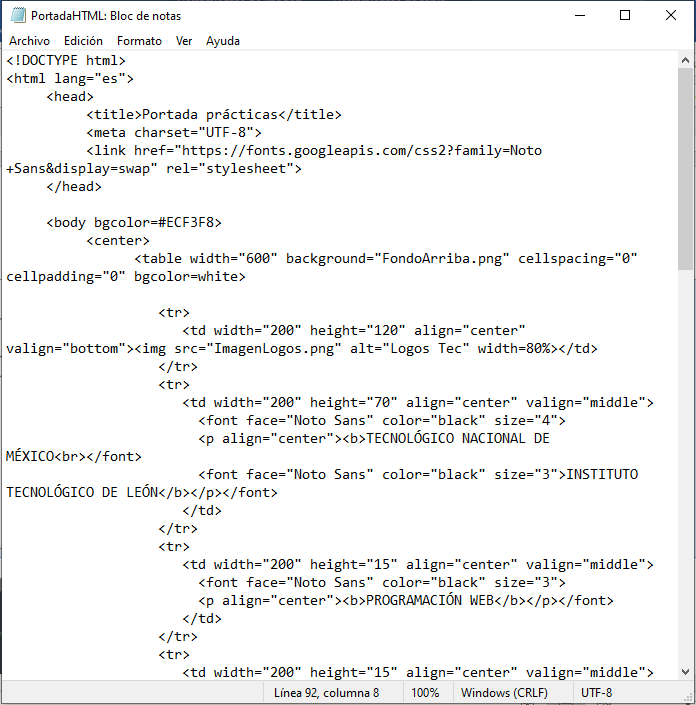 PortadaHTML: Bloc de notas
Archivo Edición Formato Ver Ayuda
<!DOCTYPE html>
<html lang="es">
<head>
<title>Portada prácticas</title>
<meta charset="UTF-8">
<link href="https://fonts.googleapis.com/css2?family=Noto
+Sans&display=swap" rel="stylesheet">
</head>
<body bgcolor=#ECF3F8>
<center>
<table width="600" background="FondoArriba.png" cellspacing="0"
cellpadding="0" bgcolor=white>
<tr>
<td width="200" height="120" align="center"
valign="bottom"><img src="ImagenLogos.png" alt="Logos Tec" width=80%></td>
</tr>
<tr>
<td width="200" height="70" align="center" valign="middle">
<font face="Noto Sans" color="black" size="4">
<p align="center"><b>TECNOLÓGICO NACIONAL DE
MÉXICO<br></font>
<font face="Noto Sans" color="black" size="3">INSTITUTO
TECNOLÓGICO DE LEÓN</b></p></font>
</td>
</tr>
<tr>
<td width="200" height="15" align="center" valign="middle">
<font face="Noto Sans" color="black" size="3">
<p align="center"><b>PROGRAMACIÓN WEB</b></p></font>
</td>
</tr>
<tr>
<td width="200" height="15" align="center" valign="middle">
Línea 92, columna 8 100% Windows (CRLF) UTF-8